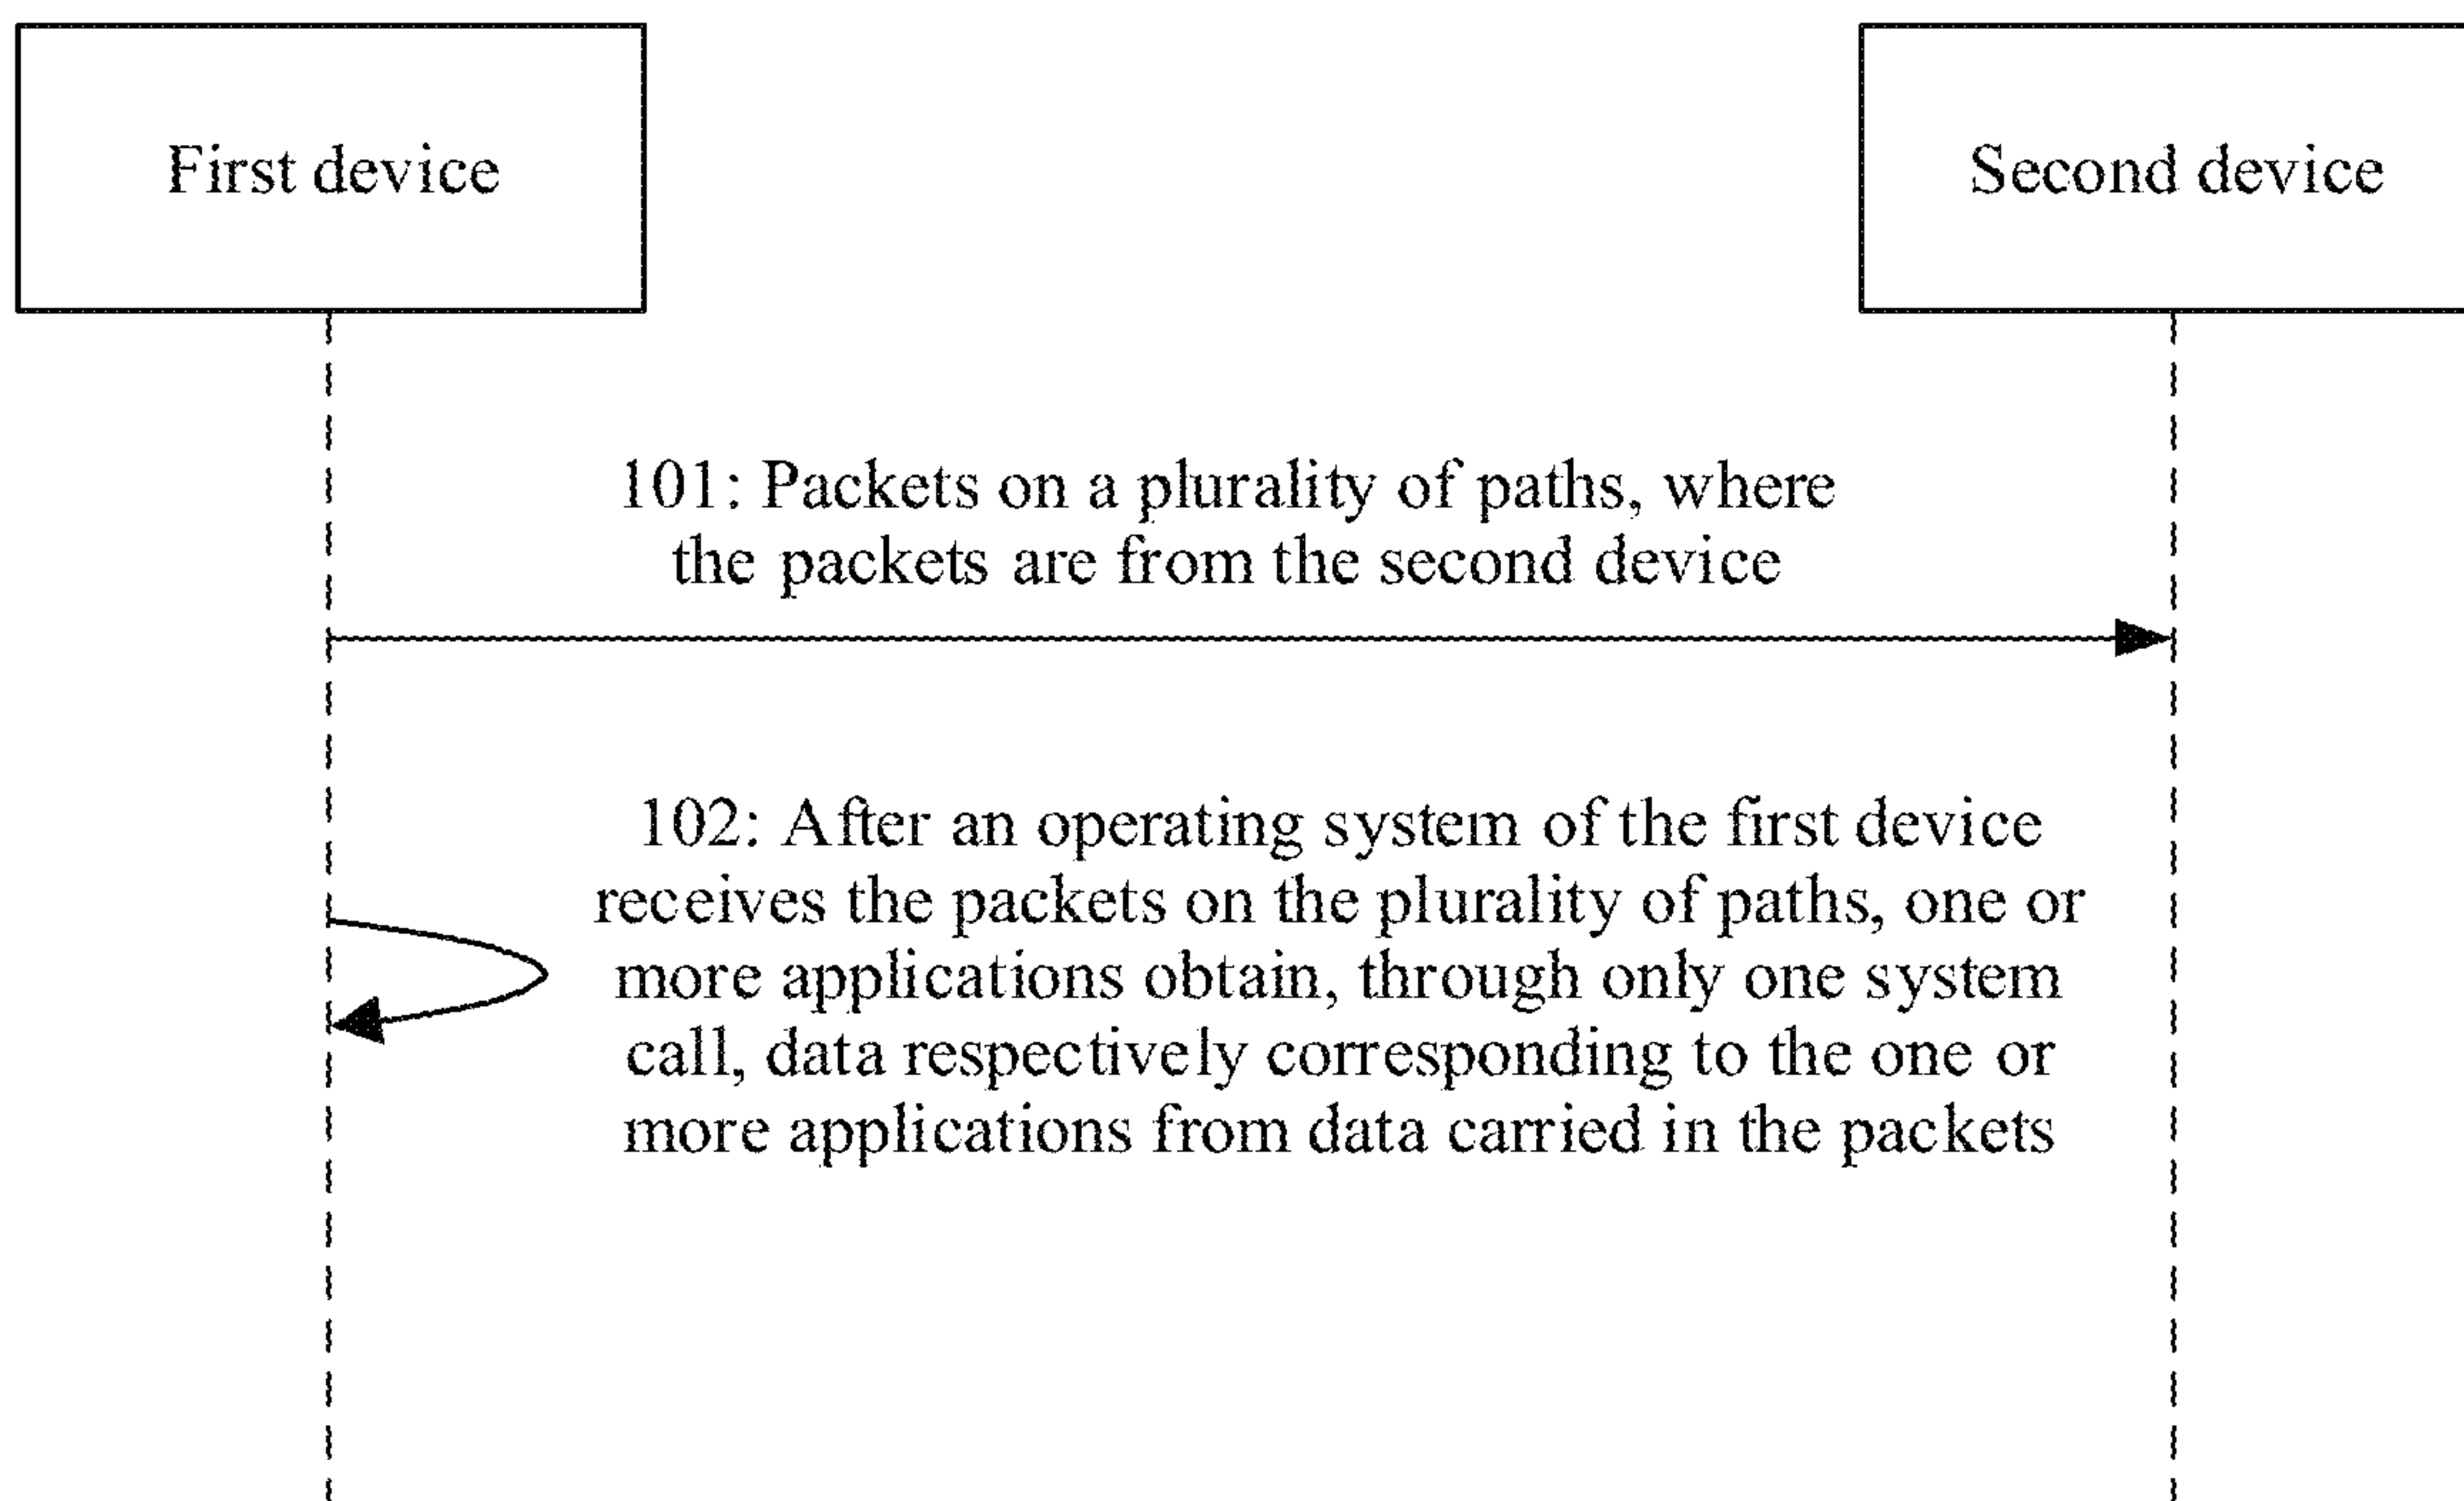 First device
Second device
101: Packets on a plurality of paths, where
the packets are from the second device
102: After an operating system of the first device
receives the packets on the plurality of paths, one or
more applications obtain, through only one system
call, data respectively corresponding to the one or
more applications from data carried in the packets